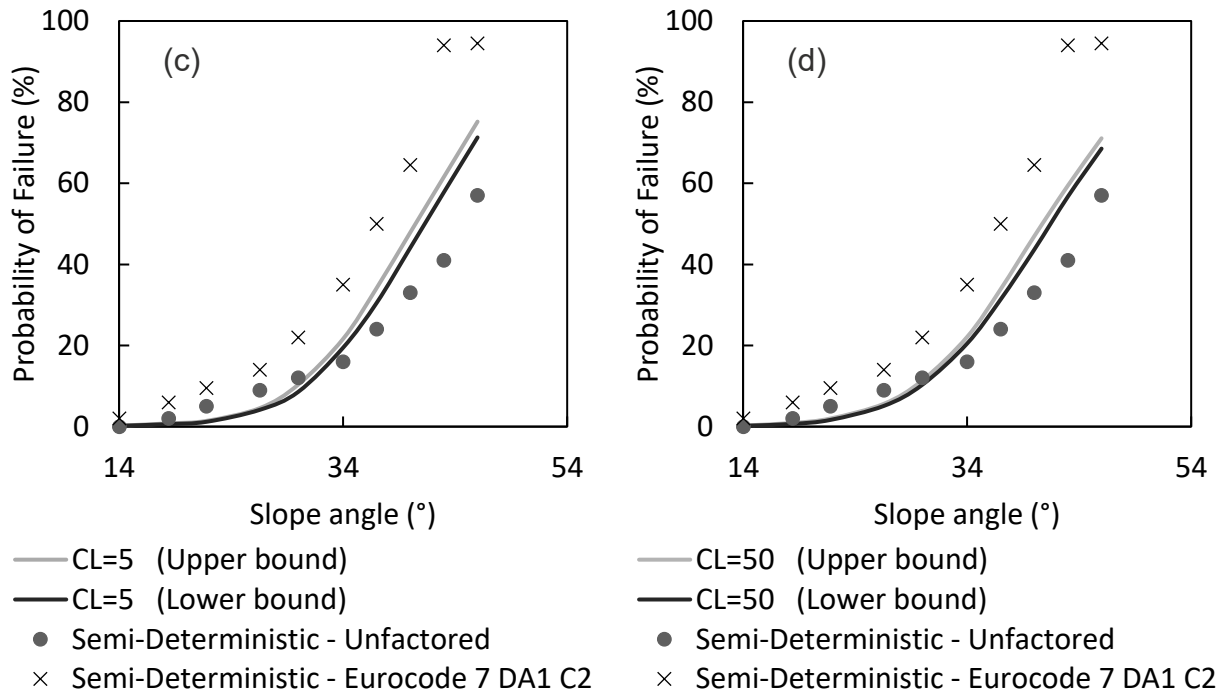 100
80
60
40
20
0
Probability of Failure (%)
(c)
14
34
54
Slope angle (°)
CL=5 (Upper bound)
CL=5 (Lower bound)
Semi-Deterministic - Unfactored
Semi-Deterministic - Eurocode 7 DA1 C2
100
80
60
40
20
0
Probability of Failure (%)
(d)
14
34
54
Slope angle (°)
CL=50 (Upper bound)
CL=50 (Lower bound)
Semi-Deterministic - Unfactored
Semi-Deterministic - Eurocode 7 DA1 C2